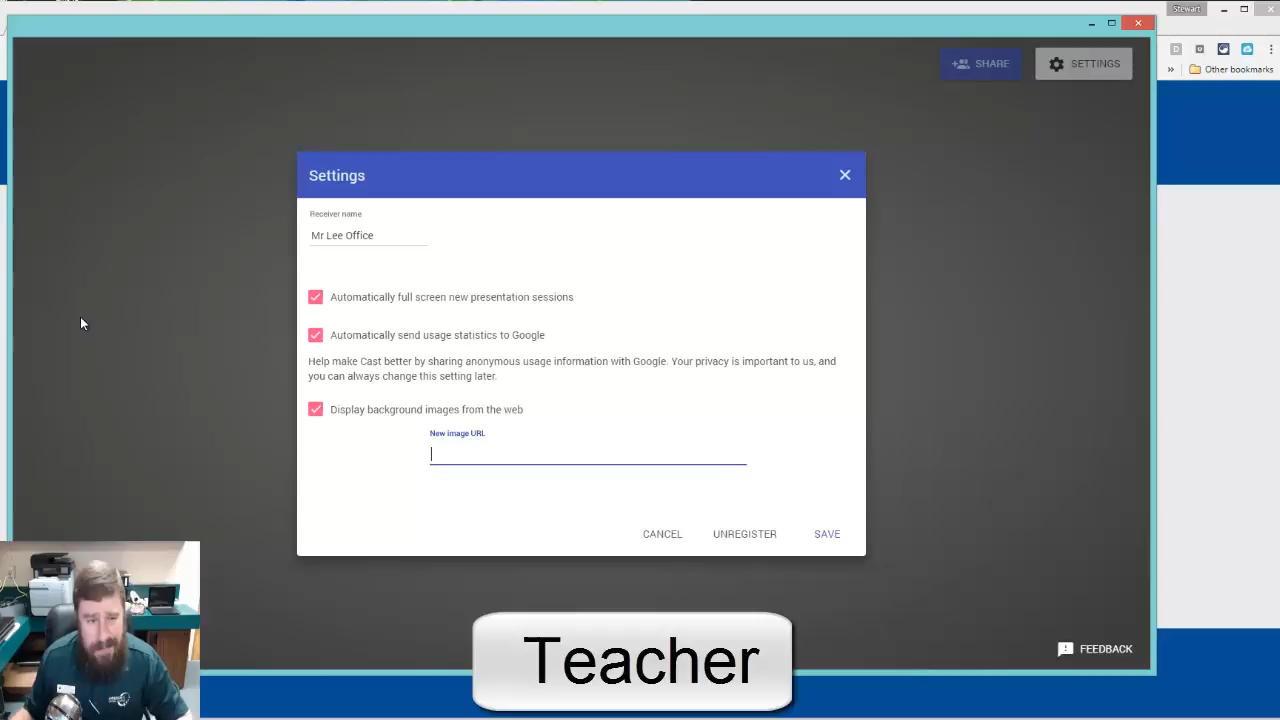 Stewart
SHARE
SETTINGS
Other bookmarks
Settings
Receiver name
Mr Lee Office
Automatically full screen new presentation sessions
Automatically send usage statistics to Google
Help make Cast better by sharing anonymous usage information with Google. Your privacy is important to us, and
you can always change this setting later.
Display background images from the web
New image URL
CANCEL
UNREGISTER
SAVE
Teacher
FEEDBACK